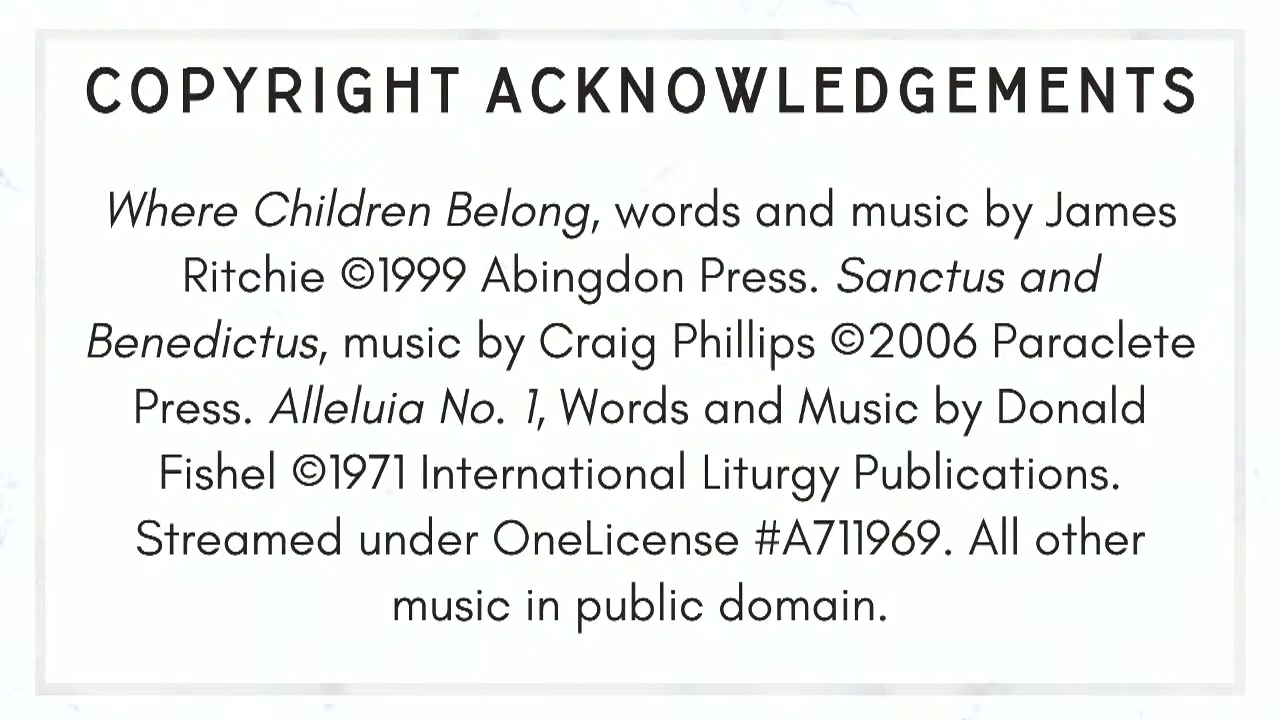 COPYRIGHT ACKNOWLEDGEMENTS
Where Children Belong, words and music by James
Ritchie ©1999 Abingdon Press. Sanctus and
Benedictus, music by Craig Phillips ©2006 Paraclete
Press. Alleluia No. 1, Words and Music by Donald
Fishel ©1971 International Liturgy Publications.
Streamed under OneLicense #A711969. All other
music in public domain.